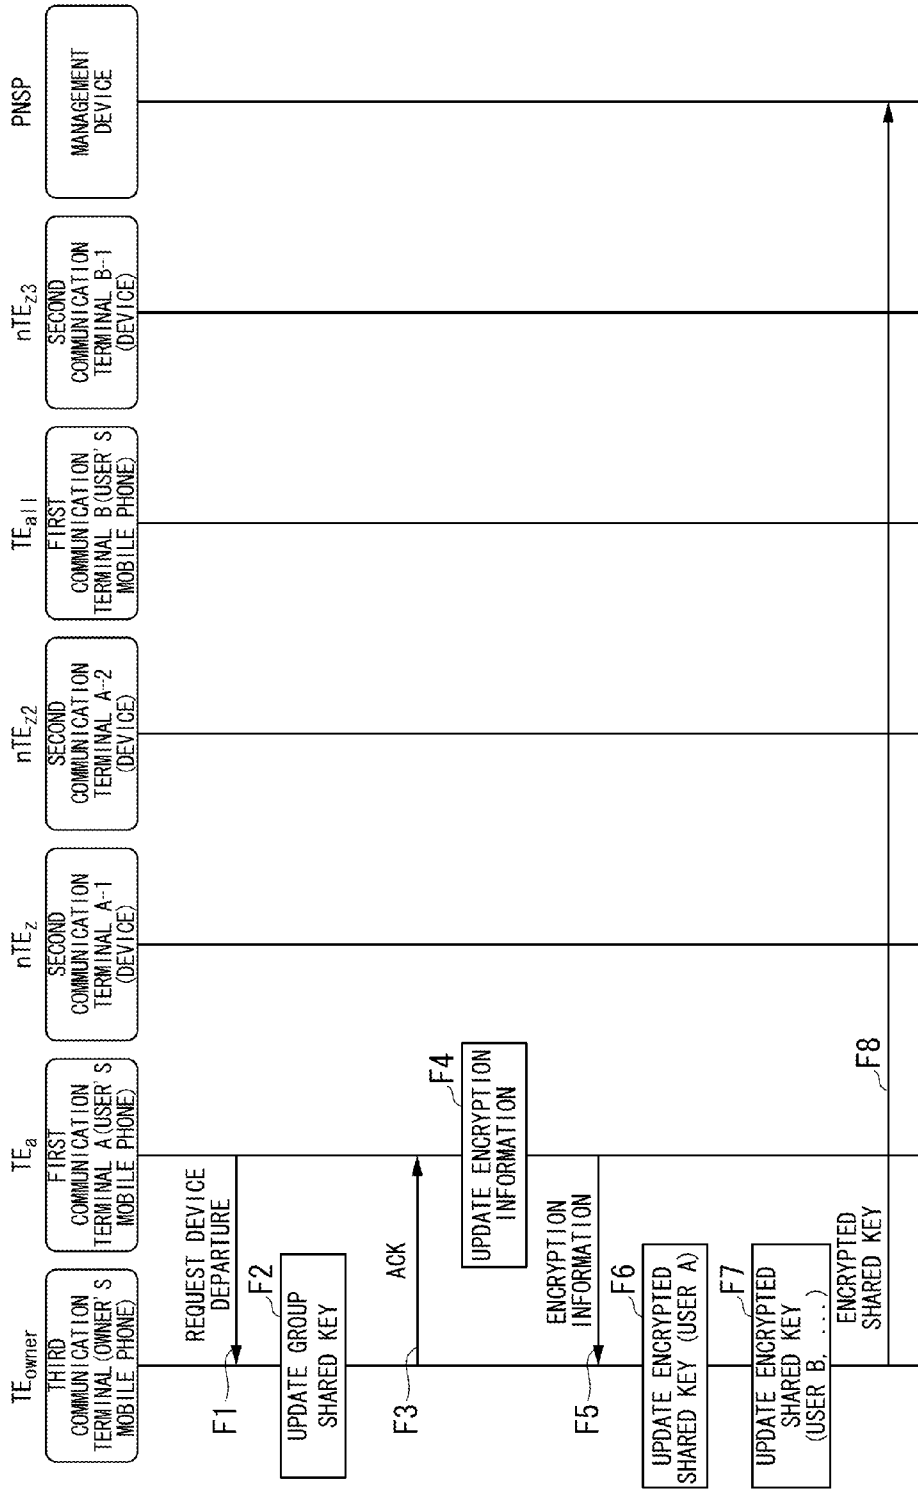 TEowner
THIRD
COMMUNICATION
TERMINAL(OWNER'S
MOBILE PHONE)
TEa
FIRST
COMMUNICATION
TERMINAL A(USER'S
MOBILE PHONE)
nTEZ
SECOND
COMMUNICATION
TERMINAL A-1
(DEVICE)
nTEZ2
SECOND
COMMUNICATION
TERMINAL A-2
(DEVICE)
TEall
FIRST
COMMUNICATION
TERMINAL B(USER'S
MOBILE PHONE)
nTEZ3
SECOND
COMMUNICATION
TERMINAL B-1
(DEVICE)
PNSP
MANAGEMENT
DEVICE
REQUEST DEVICE
DEPARTURE
F1
F2
UPDATE GROUP
SHARED KEY
ACK
F3
F4
UPDATE ENCRYPTION
INFORMATION
ENCRYPTION
INFORMATION
F5
F6
UPDATE ENCRYPTED
SHARED KEY (USER A)
F7
UPDATE ENCRYPTED
SHARED KEY
(USER B, ....)
ENCRYPTED
SHARED KEY
F8